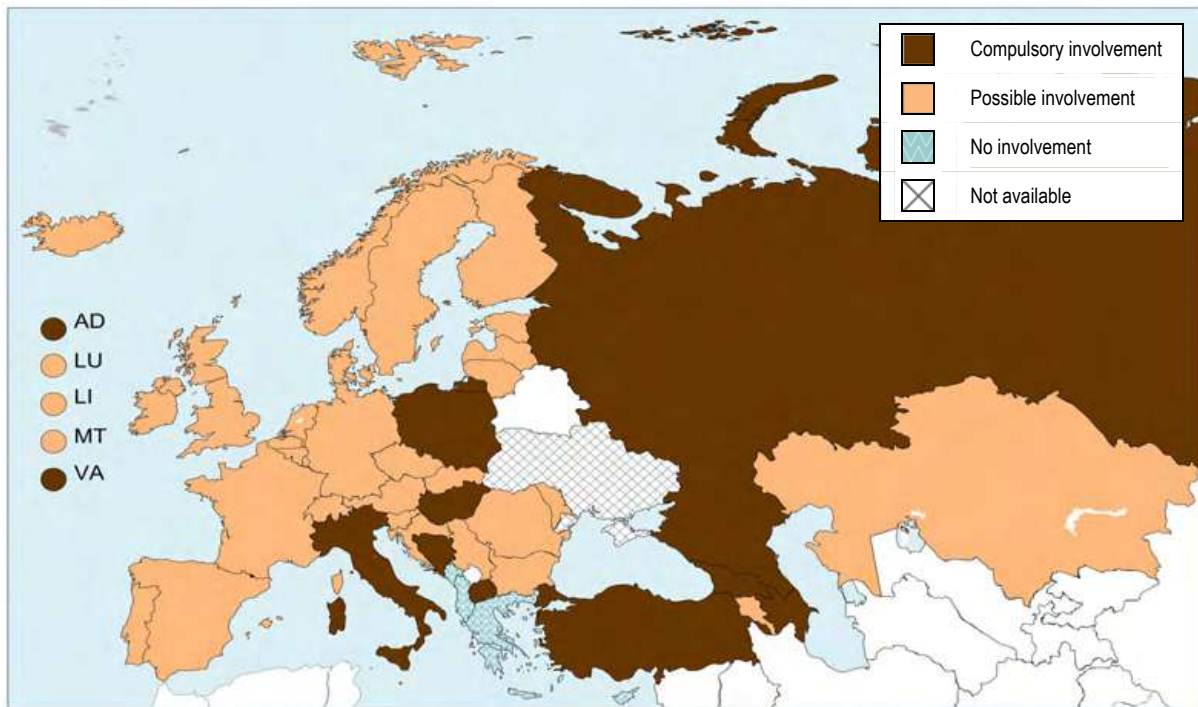 Compulsory involvement
Possible involvement
No involvement
Not available
AD
LU
LI
MT
VA